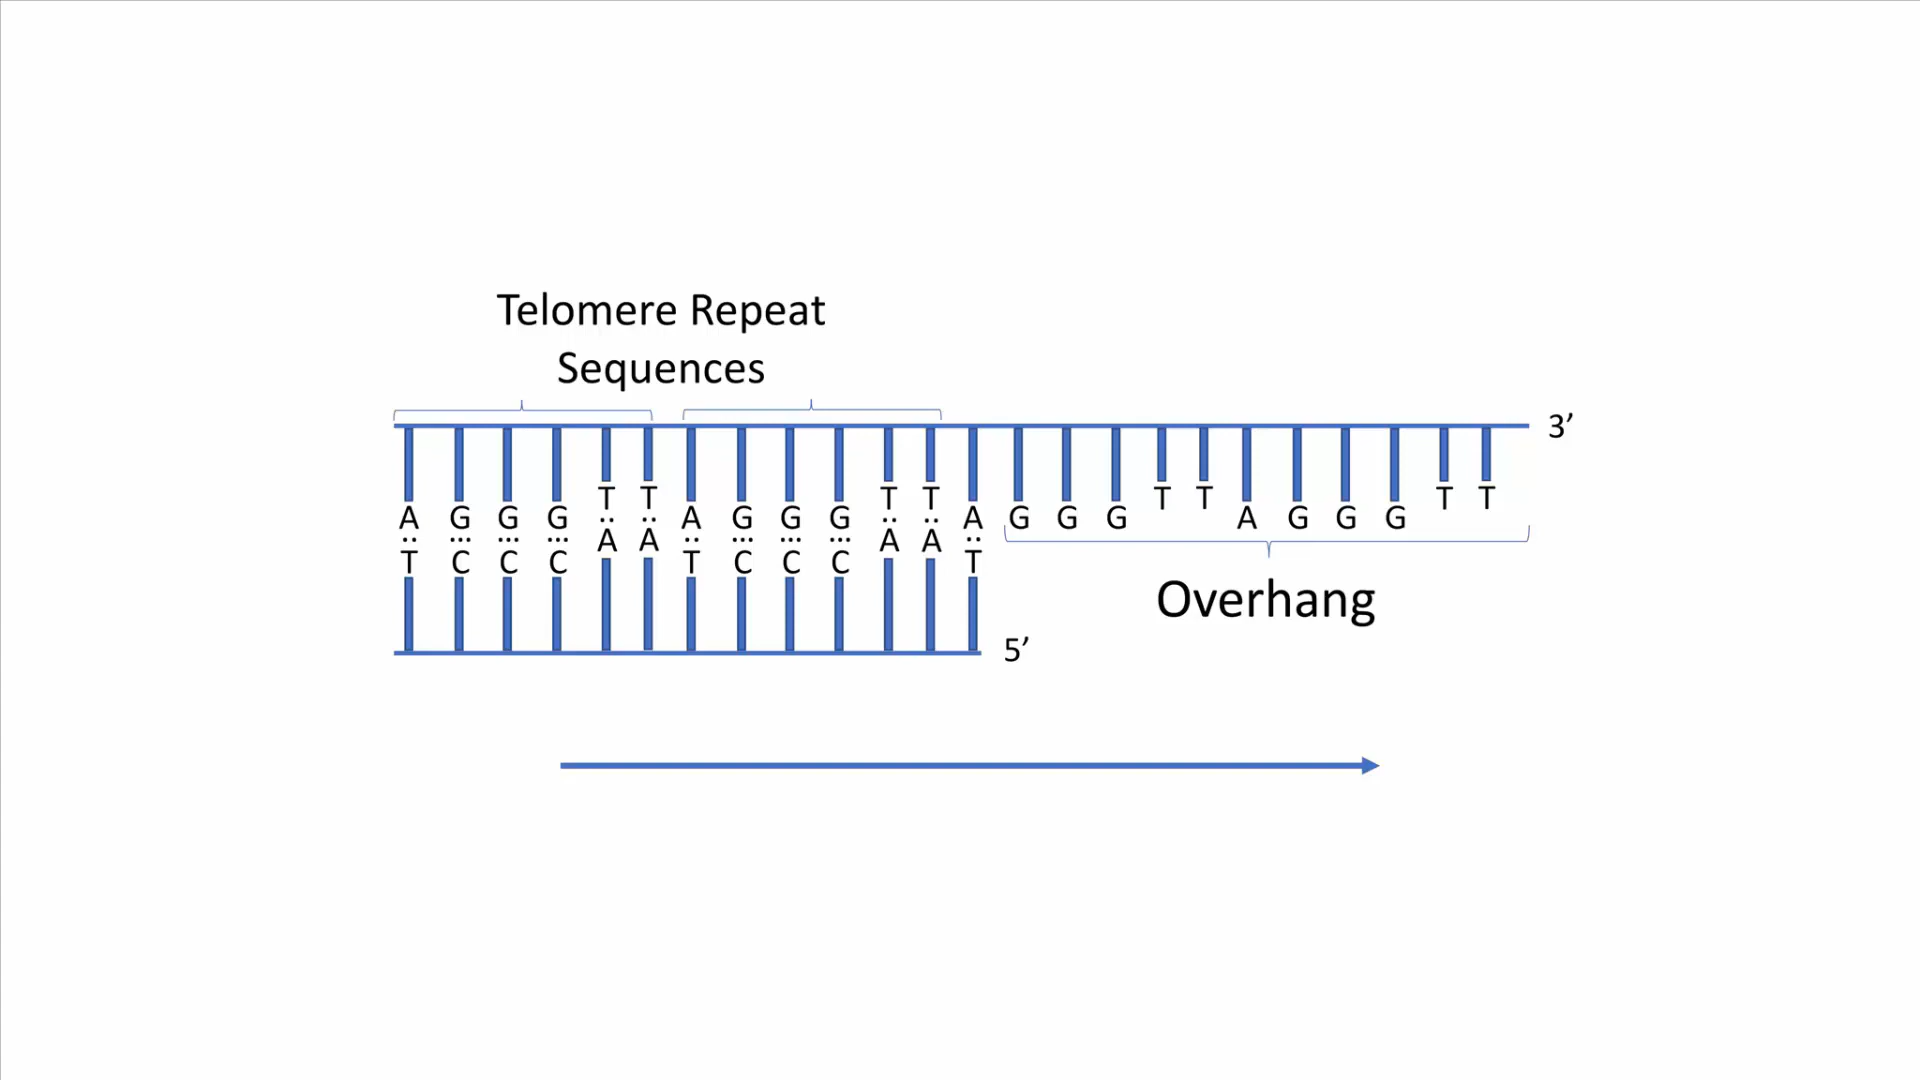 Telomere Repeat
Sequences
3’
A G G G T T A G G G T T A G G G T T A G G G T T
T C C C A A T C C C A A T
Overhang
5’